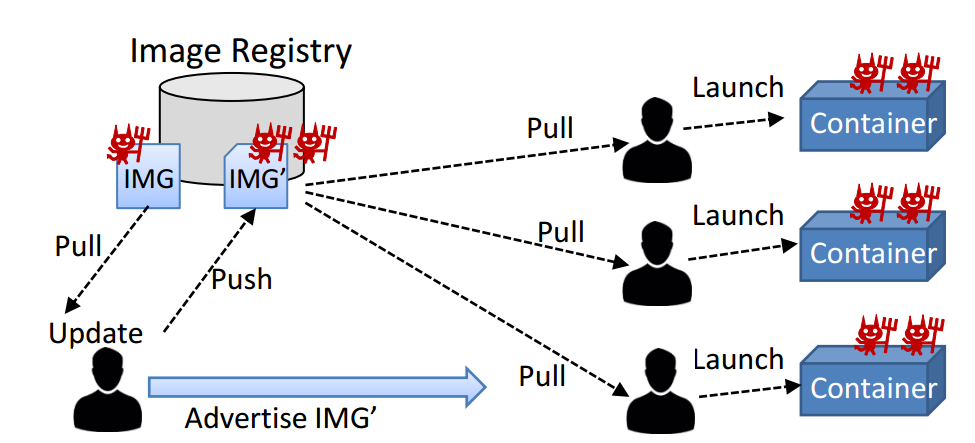 Image Registry
IMG
IMG’
Pull
Push
Update
Advertise IMG’
Pull
Launch
Container
Pull
Launch
Container
Pull
Launch
Container